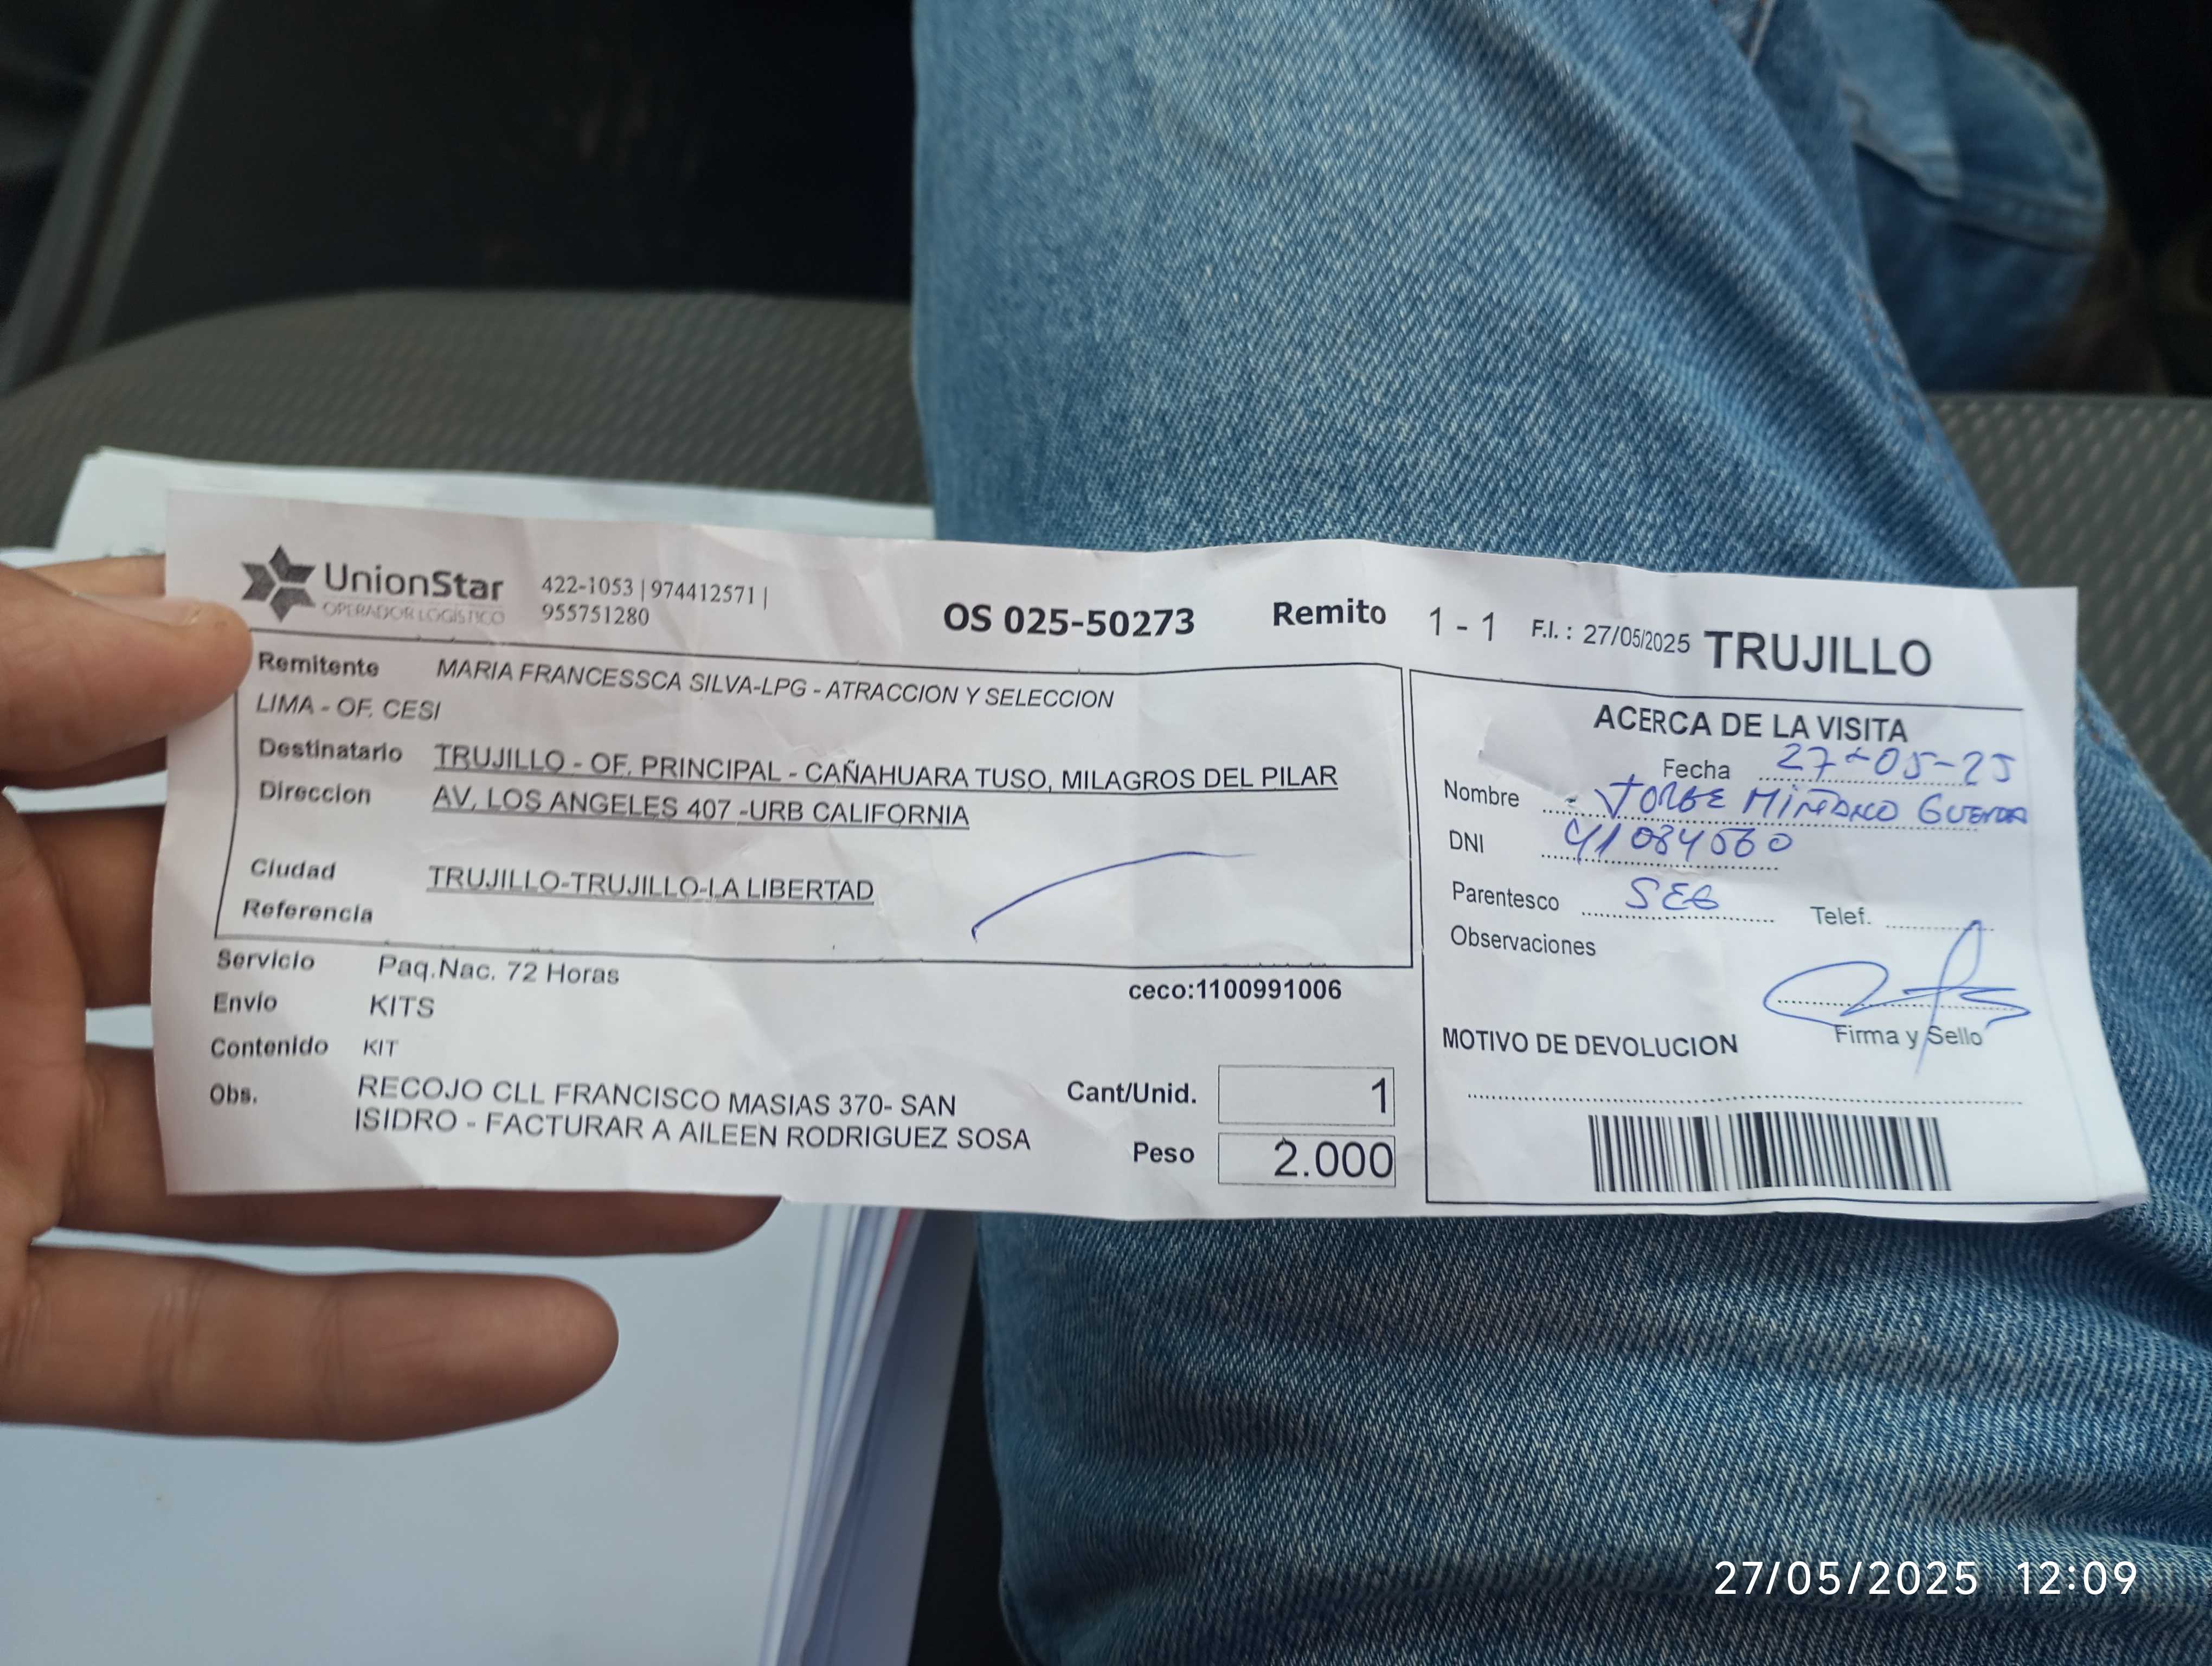 UnionStar
OPERADOR LOGÍSTICO
422-1053 | 974412571 |
955751280
OS 025-50273 Remito 1 - 1 F.I. : 27/05/2025 TRUJILLO
Remitente MARIA FRANCESSCA SILVA-LPG - ATRACCION Y SELECCION
LIMA - OF. CESI
Destinatario TRUJILLO - OF. PRINCIPAL - CAÑAHUARA TUSO, MILAGROS DEL PILAR
Direccion AV. LOS ANGELES 407 -URB CALIFORNIA
Ciudad TRUJILLO-TRUJILLO-LA LIBERTAD
Referencia
Servicio Paq.Nac. 72 Horas
ceco:1100991006
Envío KITS
Contenido KIT
Obs. RECOJO CLL FRANCISCO MASIAS 370- SAN
ISIDRO - FACTURAR A AILEEN RODRIGUEZ SOSA
Cant/Unid. 1
Peso 2.000
ACERCA DE LA VISITA
Fecha 27-05-25
Nombre JORGE
DNI 41084560
Parentesco SEG Telef.
Observaciones
Firma y Sello
MOTIVO DE DEVOLUCION
27/05/2025 12:09